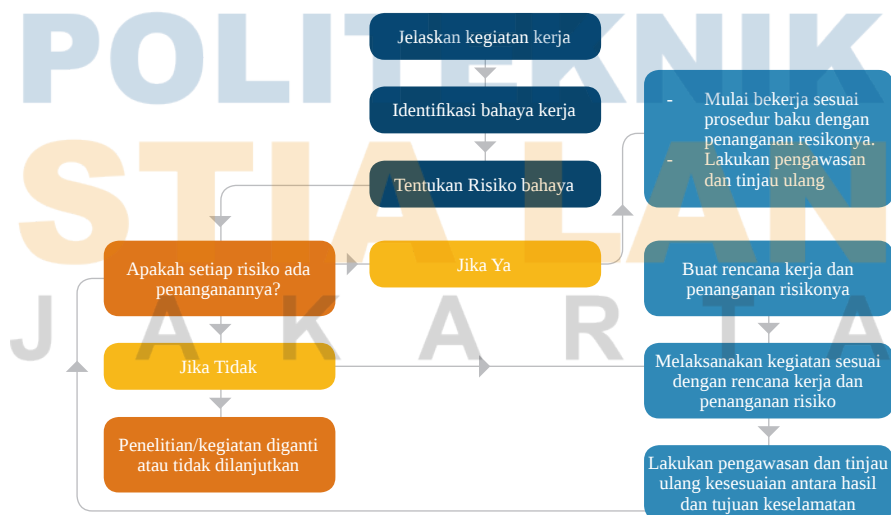 POLITEKNIK
STIA LAN
JAKARTA
Jelaskan kegiatan kerja
Identifikasi bahaya kerja
Tentukan Risiko bahaya
- Mulai bekerja sesuai
prosedur baku dengan
penanganan resikonya.
- Lakukan pengawasan
dan tinjau ulang
Apakah setiap risiko ada
penanganannya?
Jika Ya
Buat rencana kerja dan
penanganan risikonya
Jika Tidak
Melaksanakan kegiatan sesuai
dengan rencana kerja dan
penanganan risiko
Penelitian/kegiatan diganti
atau tidak dilanjutkan
Lakukan pengawasan dan tinjau
ulang kesesuaian antara hasil
dan tujuan keselamatan